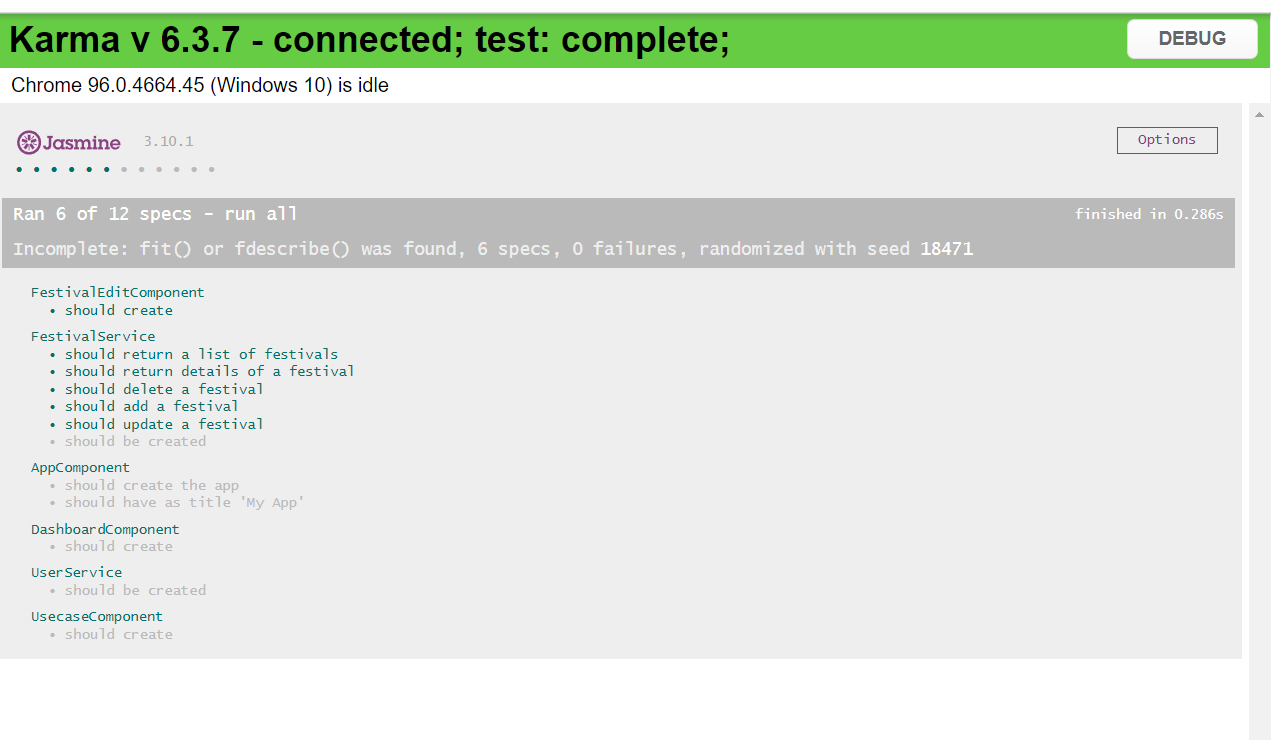 Karma v 6.3.7 - connected; test: complete;
DEBUG
Chrome 96.0.4664.45 (Windows 10) is idle
Jasmine 3.10.1
Options
Ran 6 of 12 specs - run all
finished in 0.286s
Incomplete: fit() or fdescribe() was found, 6 specs, 0 failures, randomized with seed 18471
FestivalEditComponent
• should create
FestivalService
• should return a list of festivals
• should return details of a festival
• should delete a festival
• should add a festival
• should update a festival
• should be created
AppComponent
• should create the app
• should have as title 'My App'
DashboardComponent
• should create
UserService
• should be created
UsecaseComponent
• should create